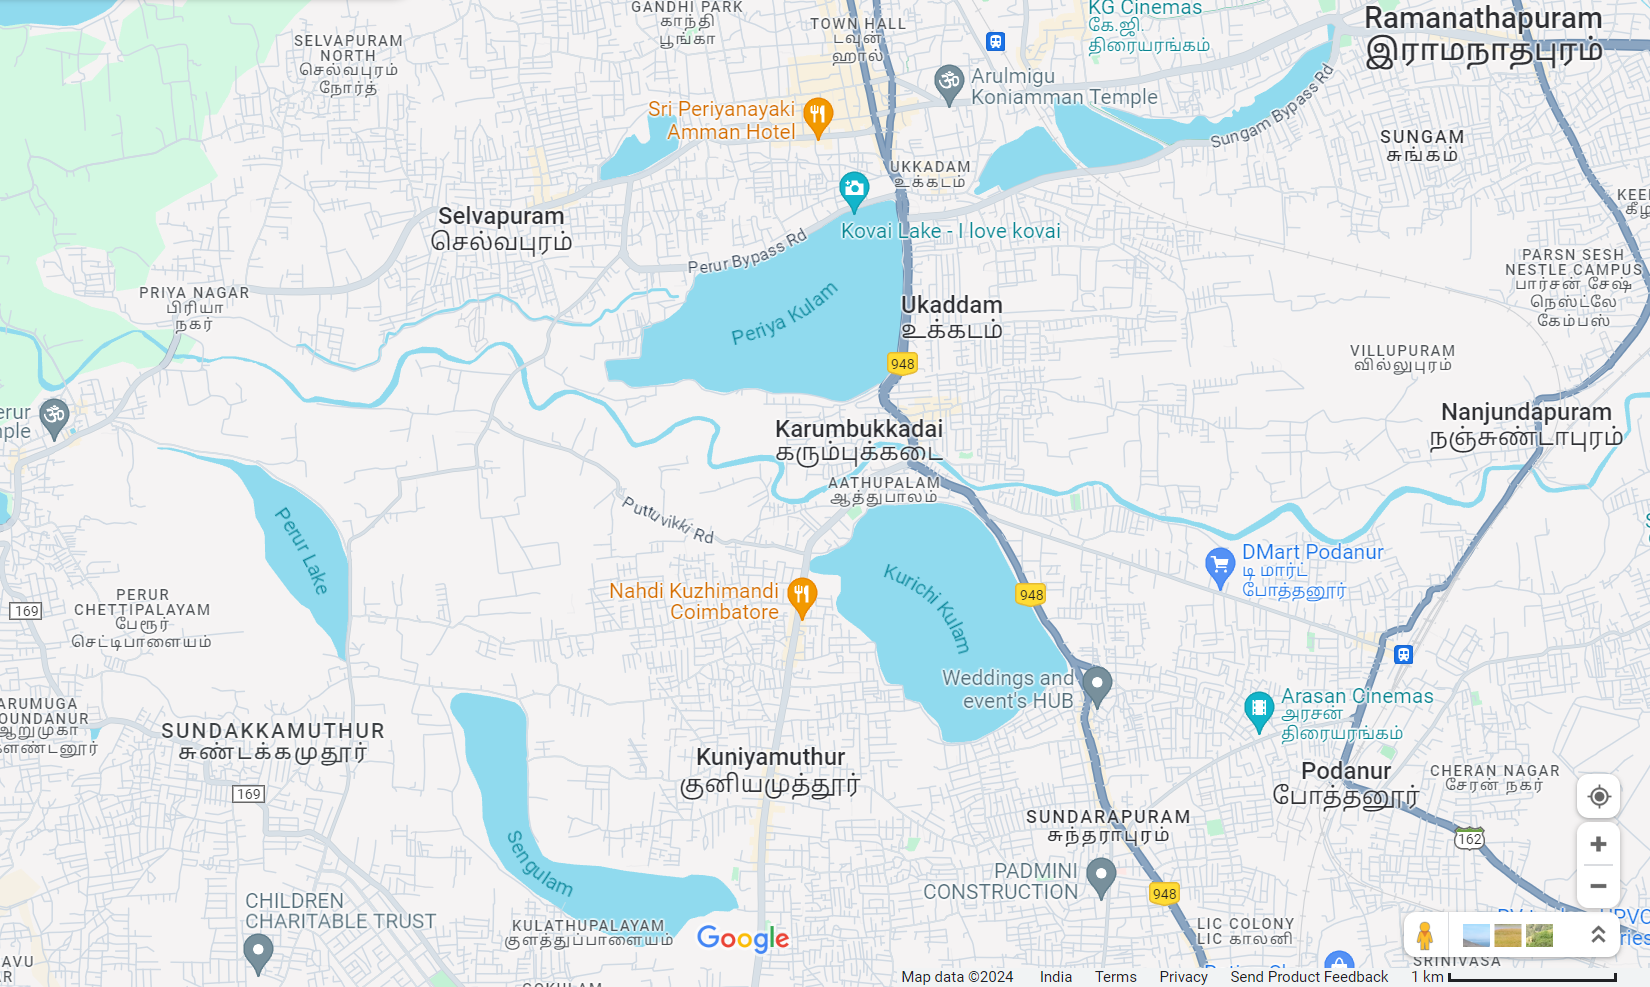 GANDHI PARK
காந்தி
பூங்கா
TOWN HALL
டவுன்
ஹால்
KG Cinemas
கே.ஜி.
திரையரங்கம்
Ramanathapuram
இராமநாதபுரம்
SELVAPURAM
NORTH
செல்வபுரம்
நோர்த்
Arulmigu
Koniamman Temple
Sri Periyanayaki
Amman Hotel
Sungam Bypass Rd
SUNGAM
சுங்கம்
UKKADAM
உக்கடம்
Selvapuram
செல்வபுரம்
Kovai Lake - I love kovai
Perur Bypass Rd
PARSN SESH
NESTLE CAMPUS
பார்சன் சேஷ்
நெஸ்ட்லே
கேம்பஸ்
PRIYA NAGAR
பிரியா
நகர்
Periya Kulam
Ukaddam
உக்கடம்
948
VILLUPURAM
வில்லுபுரம்
Nanjundapuram
நஞ்சுண்டாபுரம்
Karumbukkadai
கரும்புக்கடை
AATHUPALAM
ஆத்துபாலம்
Puttuvikki Rd
Perur Lake
DMart Podanur
டி மார்ட்
போத்தனூர்
Kurichi Kulam
948
Nahdi Kuzhimandi
Coimbatore
169
PERUR
CHETTIPALAYAM
பேரூர்
செட்டிபாளையம்
Weddings and
event's HUB
Arasan Cinemas
அரசன்
திரையரங்கம்
SUNDAKKAMUTHUR
சுண்டக்கமுதூர்
Kuniyamuthur
குனியமுத்தூர்
Podanur
போத்தனூர்
CHERAN NAGAR
சேரன் நகர்
169
SUNDARAPURAM
சுந்தராபுரம்
162
Sengulam
PADMINI
CONSTRUCTION
948
CHILDREN
CHARITABLE TRUST
KULATHUPALAYAM
குளத்துப்பாளையம்
LIC COLONY
LIC காலனி
Google
SRINIVASA
Map data ©2024 India Terms Privacy Send Product Feedback 1 km